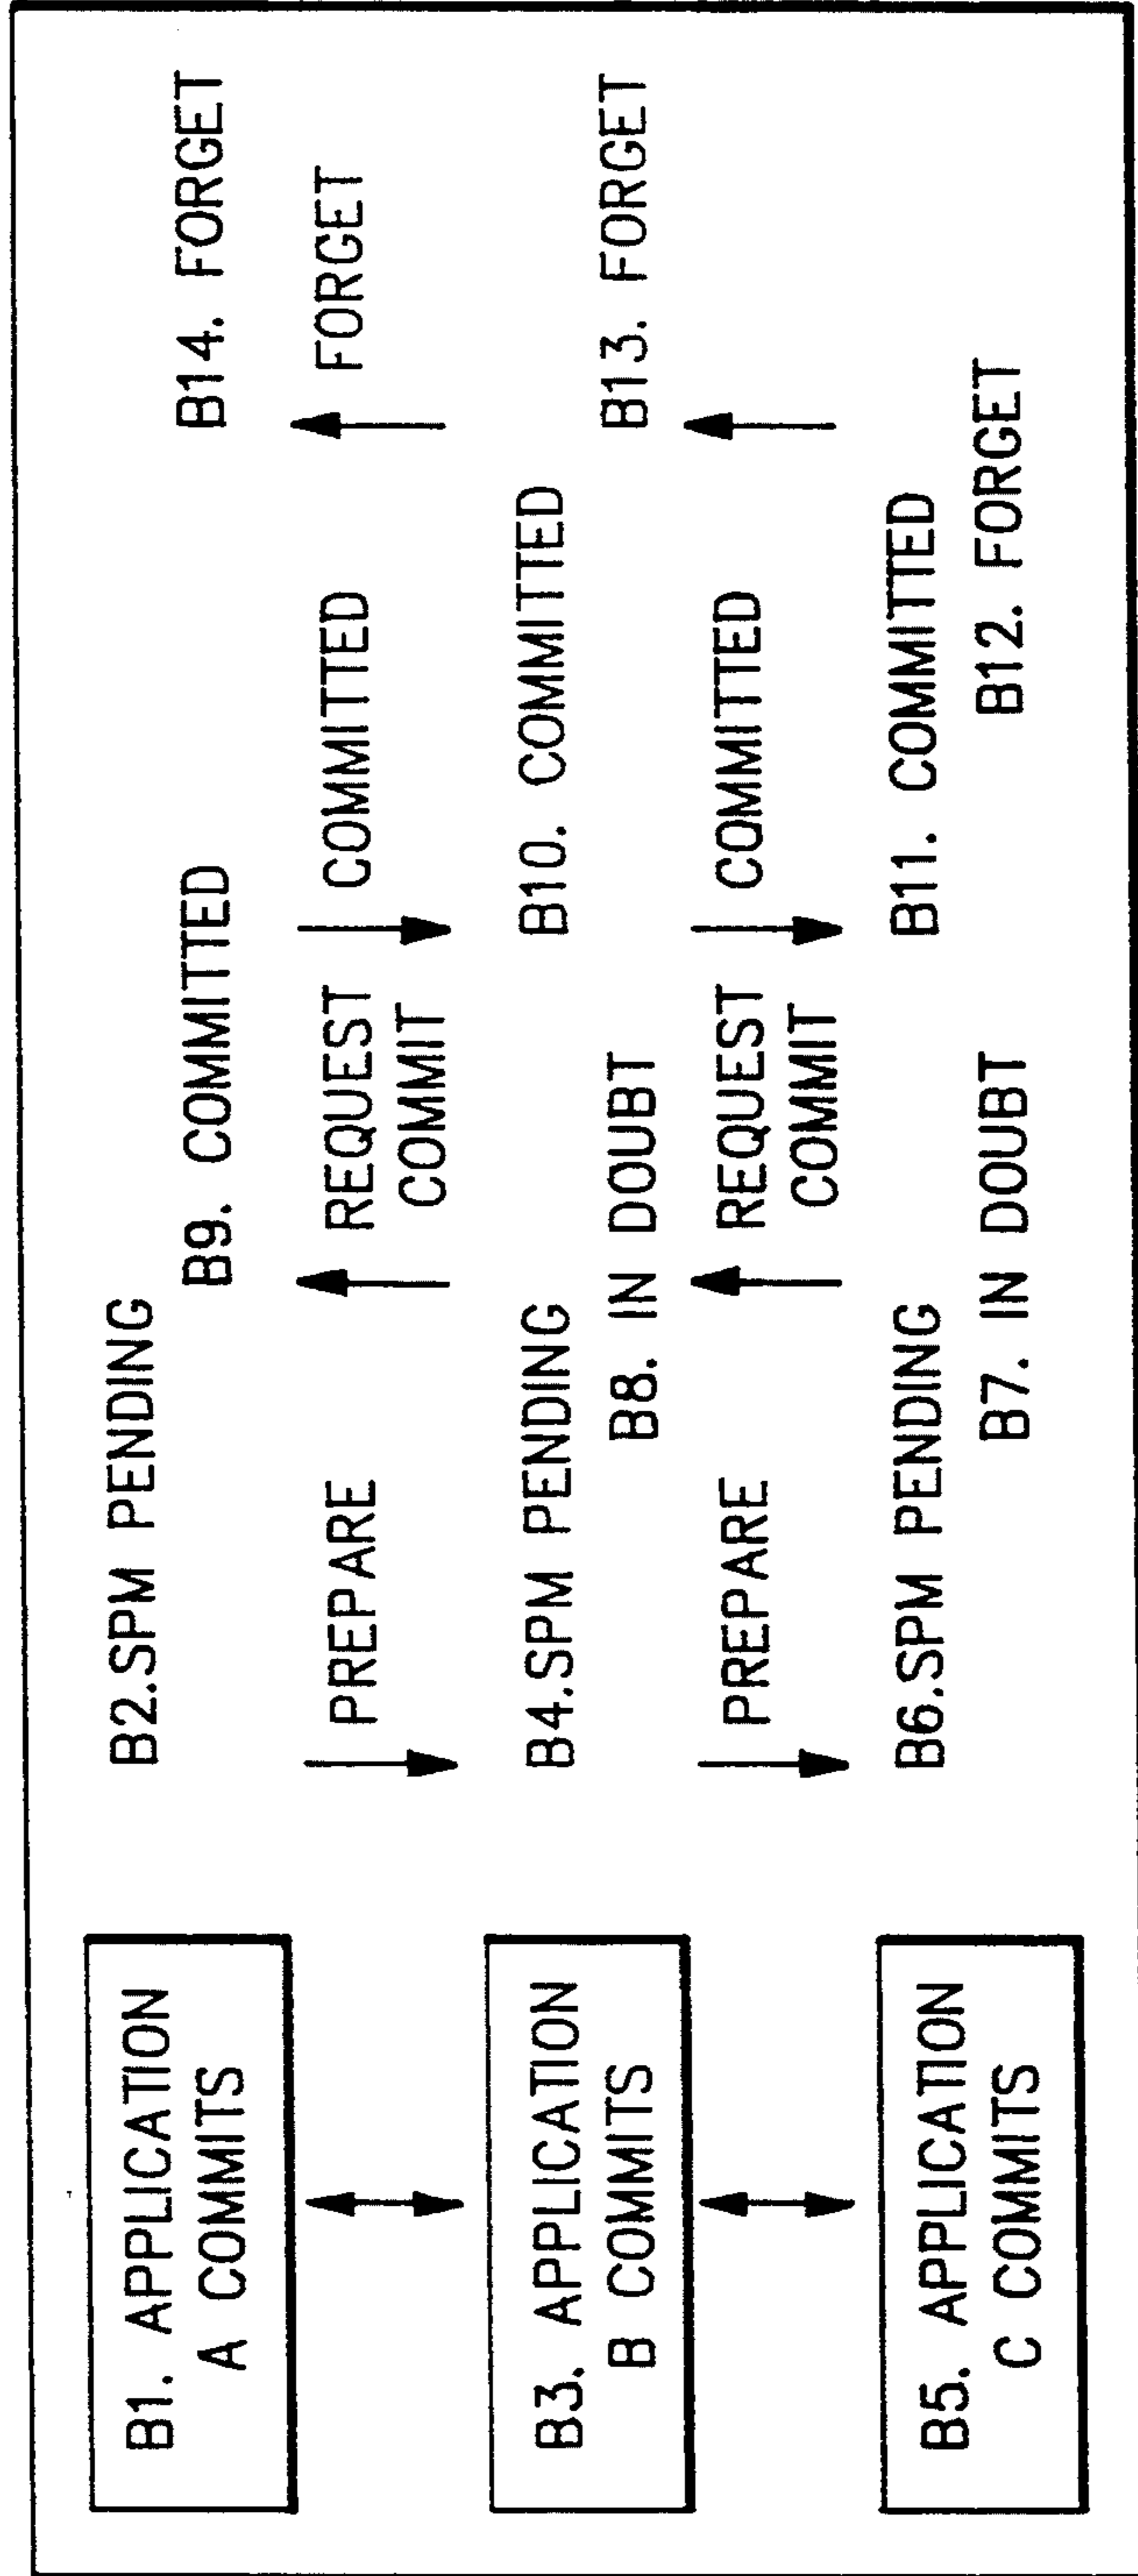 B1. APPLICATION
A COMMITS
B2.SPM PENDING
B9. COMMITTED
B14. FORGET
PREPARE
REQUEST
COMMIT
COMMITTED
FORGET
B3. APPLICATION
B COMMITS
B4.SPM PENDING
B8. IN DOUBT
B10. COMMITTED
B13. FORGET
PREPARE
REQUEST
COMMIT
COMMITTED
B5. APPLICATION
C COMMITS
B6.SPM PENDING
B7. IN DOUBT
B11. COMMITTED
B12. FORGET